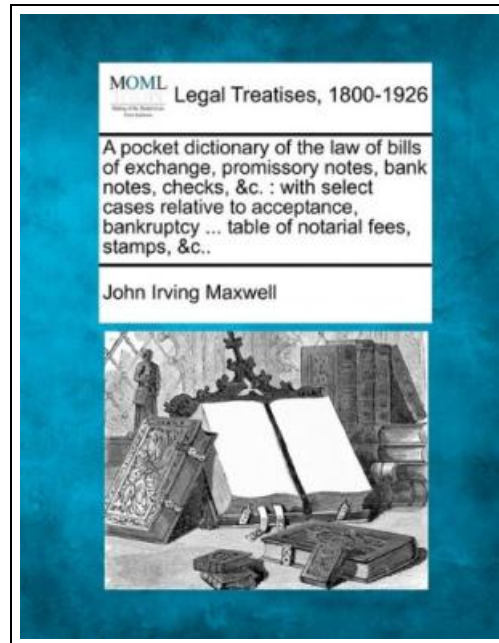 MOML
Legal Treatises, 1800-1926
A pocket dictionary of the law of bills
of exchange, promissory notes, bank
notes, checks, &c. : with select
cases relative to acceptance,
bankruptcy ... table of notarial fees,
stamps, &c..
John Irving Maxwell